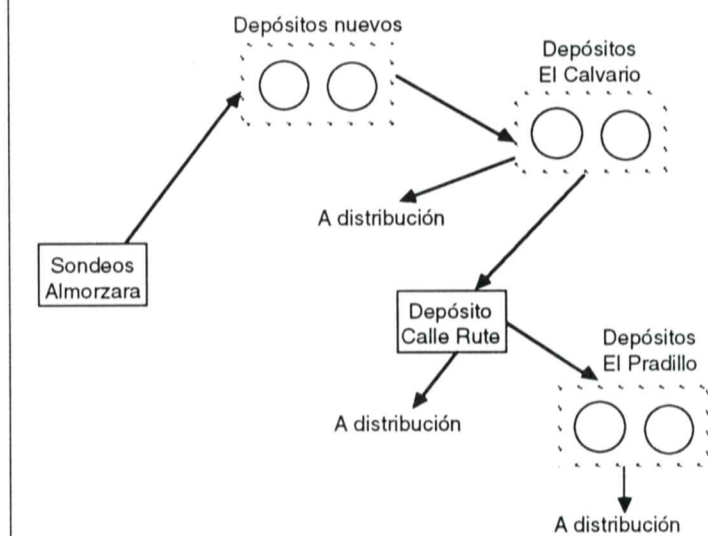 Depósitos nuevos
Depósitos
El Calvario
A distribución
Sondeos
Almorzara
Depósito
Calle Rute
Depósitos
El Pradillo
A distribución
A distribución